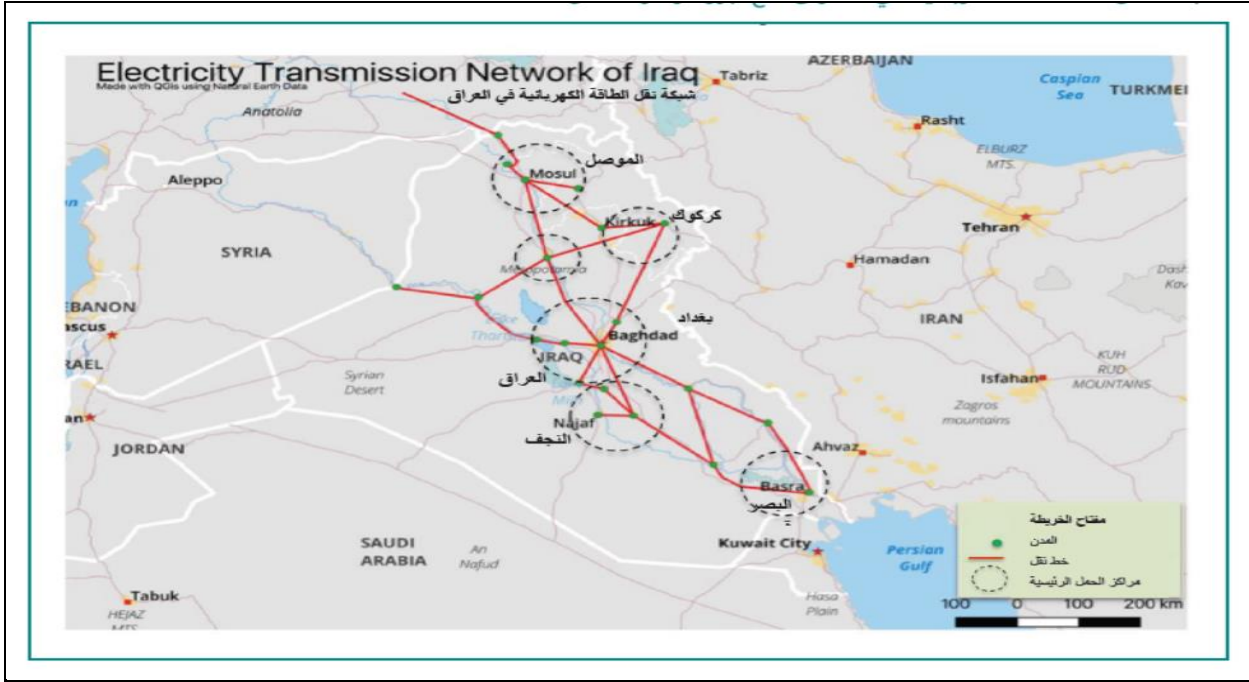 Electricity Transmission Network of Iraq
Made with QGIS using Natural Earth Data
شبكة نقل الطاقة الكهربائية في العراق
Tabriz
AZERBAIJAN
Caspian
Sea
TURKMEI
Anatolia
Rasht
ELBURZ
MTS.
الموصل
Mosul
Aleppo
كركوك
Kirkuk
Tehran
SYRIA
Hamadan
Mesopotamia
EBANON
بغداد
Baghdad
IRAN
ascus
Lake
IRAQ
RAEL
Syrian
Desert
العراق
KUH
RUD
MOUNTAINS
Isfahan
Zagros
mountains
an
Najaf
النجف
JORDAN
Ahvaz
Basra
البصر
ة
مفتاح الخريطة
المدن
خط نقل
مراكز الحمل الرئيسية
SAUDI
ARABIA
An
Nafud
Kuwait City
Persian
Gulf
Hasa
Plain
Tabuk
HEJAZ
MTS
100 0 100 200 km